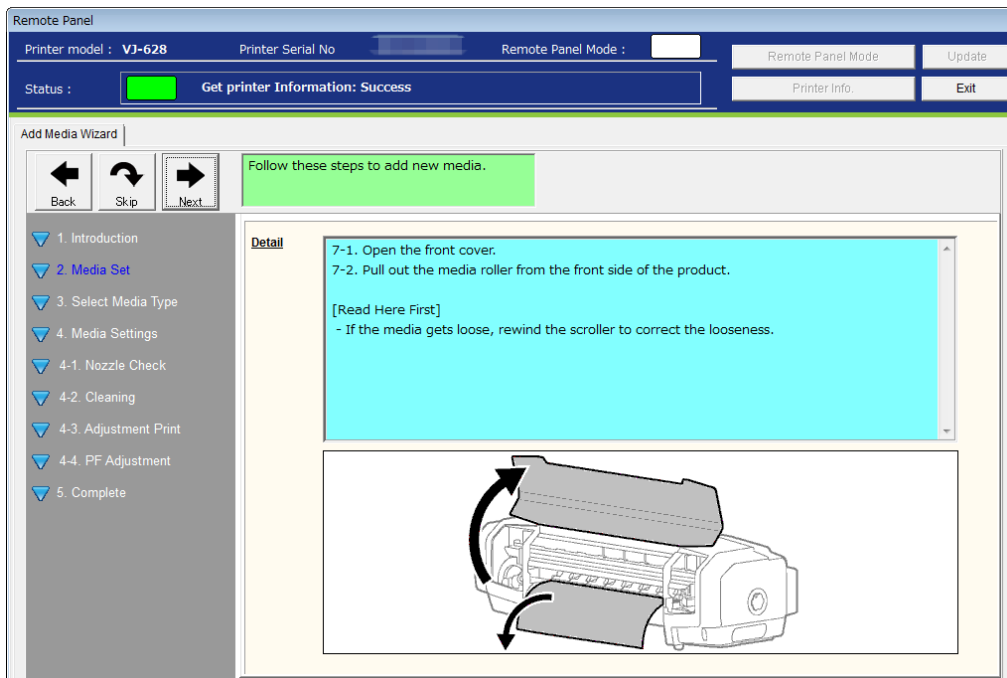 Remote Panel
Printer model : VJ-628 Printer Serial No Remote Panel Mode :
Remote Panel Mode Update
Status : Get printer Information: Success
Printer Info. Exit
Add Media Wizard
Back Skip Next
Follow these steps to add new media.
1. Introduction
2. Media Set
3. Select Media Type
4. Media Settings
4-1. Nozzle Check
4-2. Cleaning
4-3. Adjustment Print
4-4. PF Adjustment
5. Complete
Detail
7-1. Open the front cover.
7-2. Pull out the media roller from the front side of the product.
[Read Here First]
- If the media gets loose, rewind the scroller to correct the looseness.